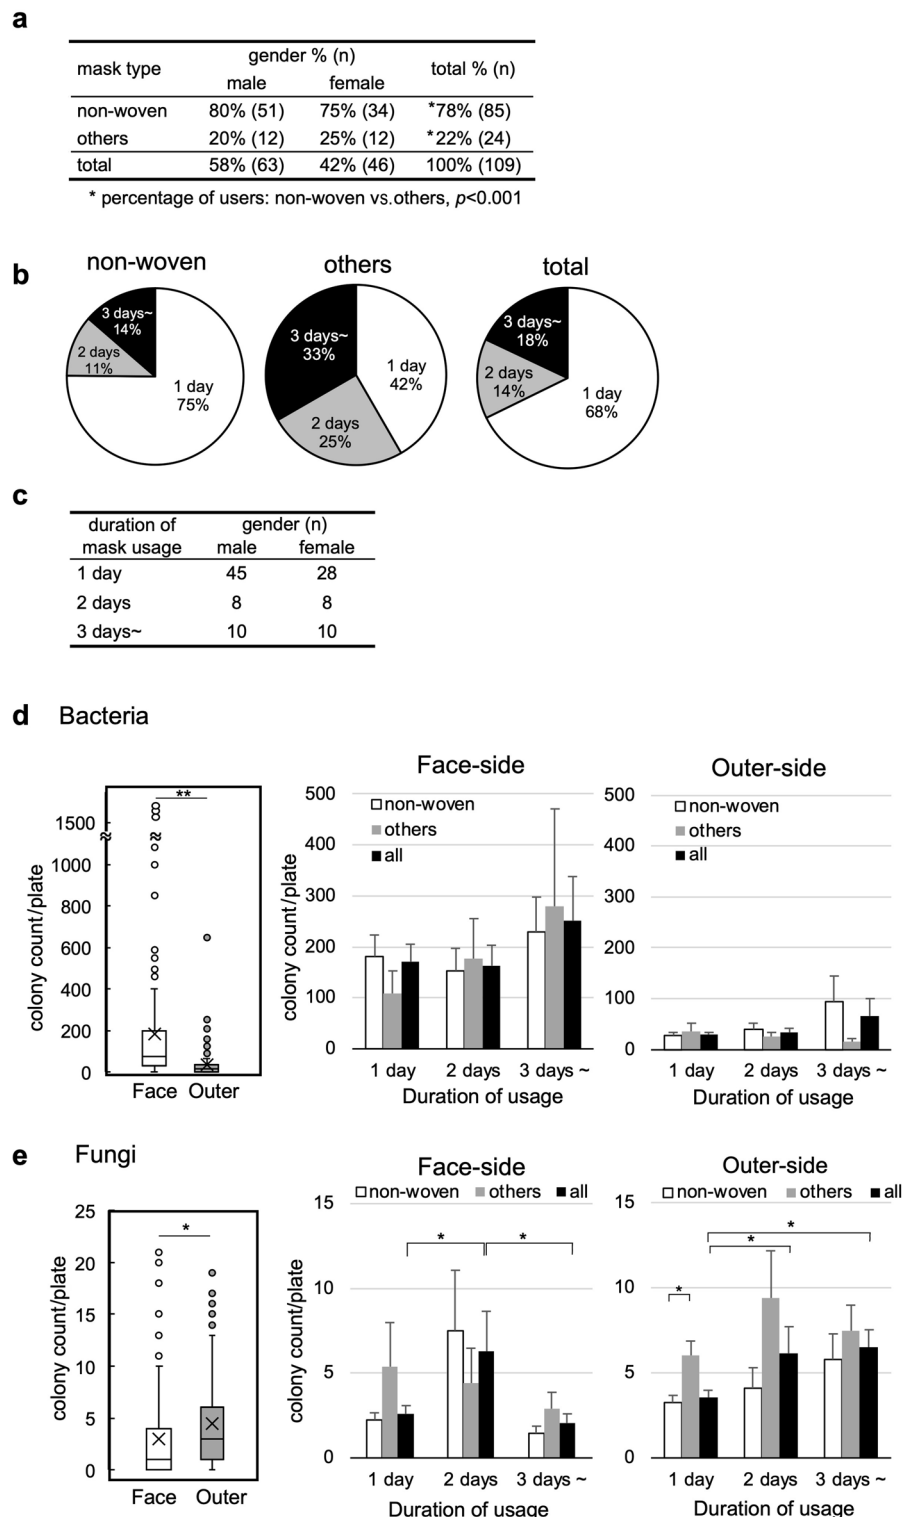 a
mask type gender % (n) total % (n)
male female
non-woven 80% (51) 75% (34) *78% (85)
others 20% (12) 25% (12) *22% (24)
total 58% (63) 42% (46) 100% (109)
* percentage of users: non-woven vs.others, p<0.001
b
non-woven others total
3 days~
14%
2 days
11%
1 day
75%
3 days~
33%
1 day
42%
2 days
25%
3 days~
18%
2 days
14%
1 day
68%
c
duration of mask usage gender (n)
male female
1 day 45 28
2 days 8 8
3 days~ 10 10
d Bacteria
colony count/plate
1500
1000
800
600
400
200
0
**
Face Outer
Face-side
colony count/plate
500
400
300
200
100
0
non-woven
others
all
1 day 2 days 3 days ~
Duration of usage
Outer-side
500
400
300
200
100
0
non-woven
others
all
1 day 2 days 3 days ~
Duration of usage
e Fungi
colony count/plate
25
20
15
10
5
0
*
Face Outer
Face-side
non-woven others all
colony count/plate
15
10
5
0
* *
1 day 2 days 3 days ~
Duration of usage
Outer-side
non-woven others all
15
10
5
0
*
*
*
1 day 2 days 3 days ~
Duration of usage